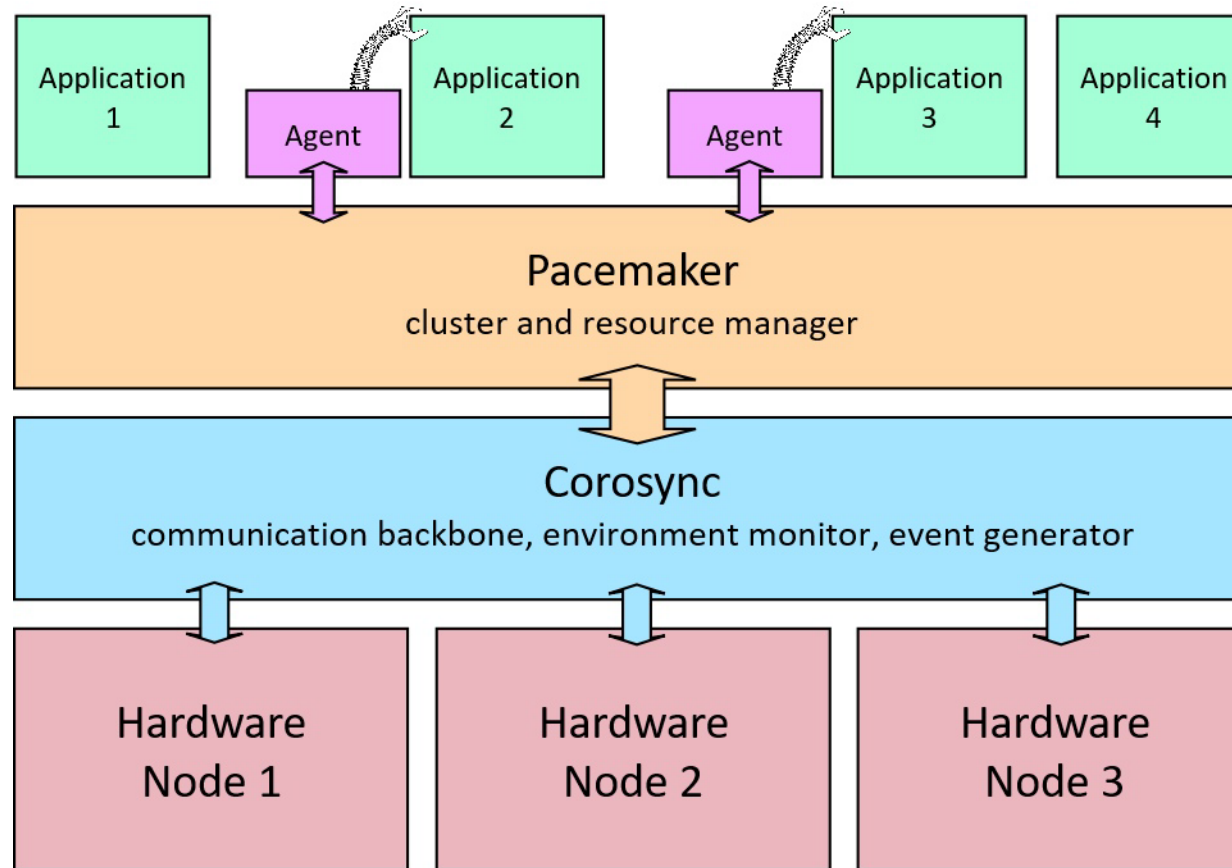 Application
1
Agent
Application
2
Agent
Application
3
Application
4
Pacemaker
cluster and resource manager
Corosync
communication backbone, environment monitor, event generator
Hardware
Node 1
Hardware
Node 2
Hardware
Node 3